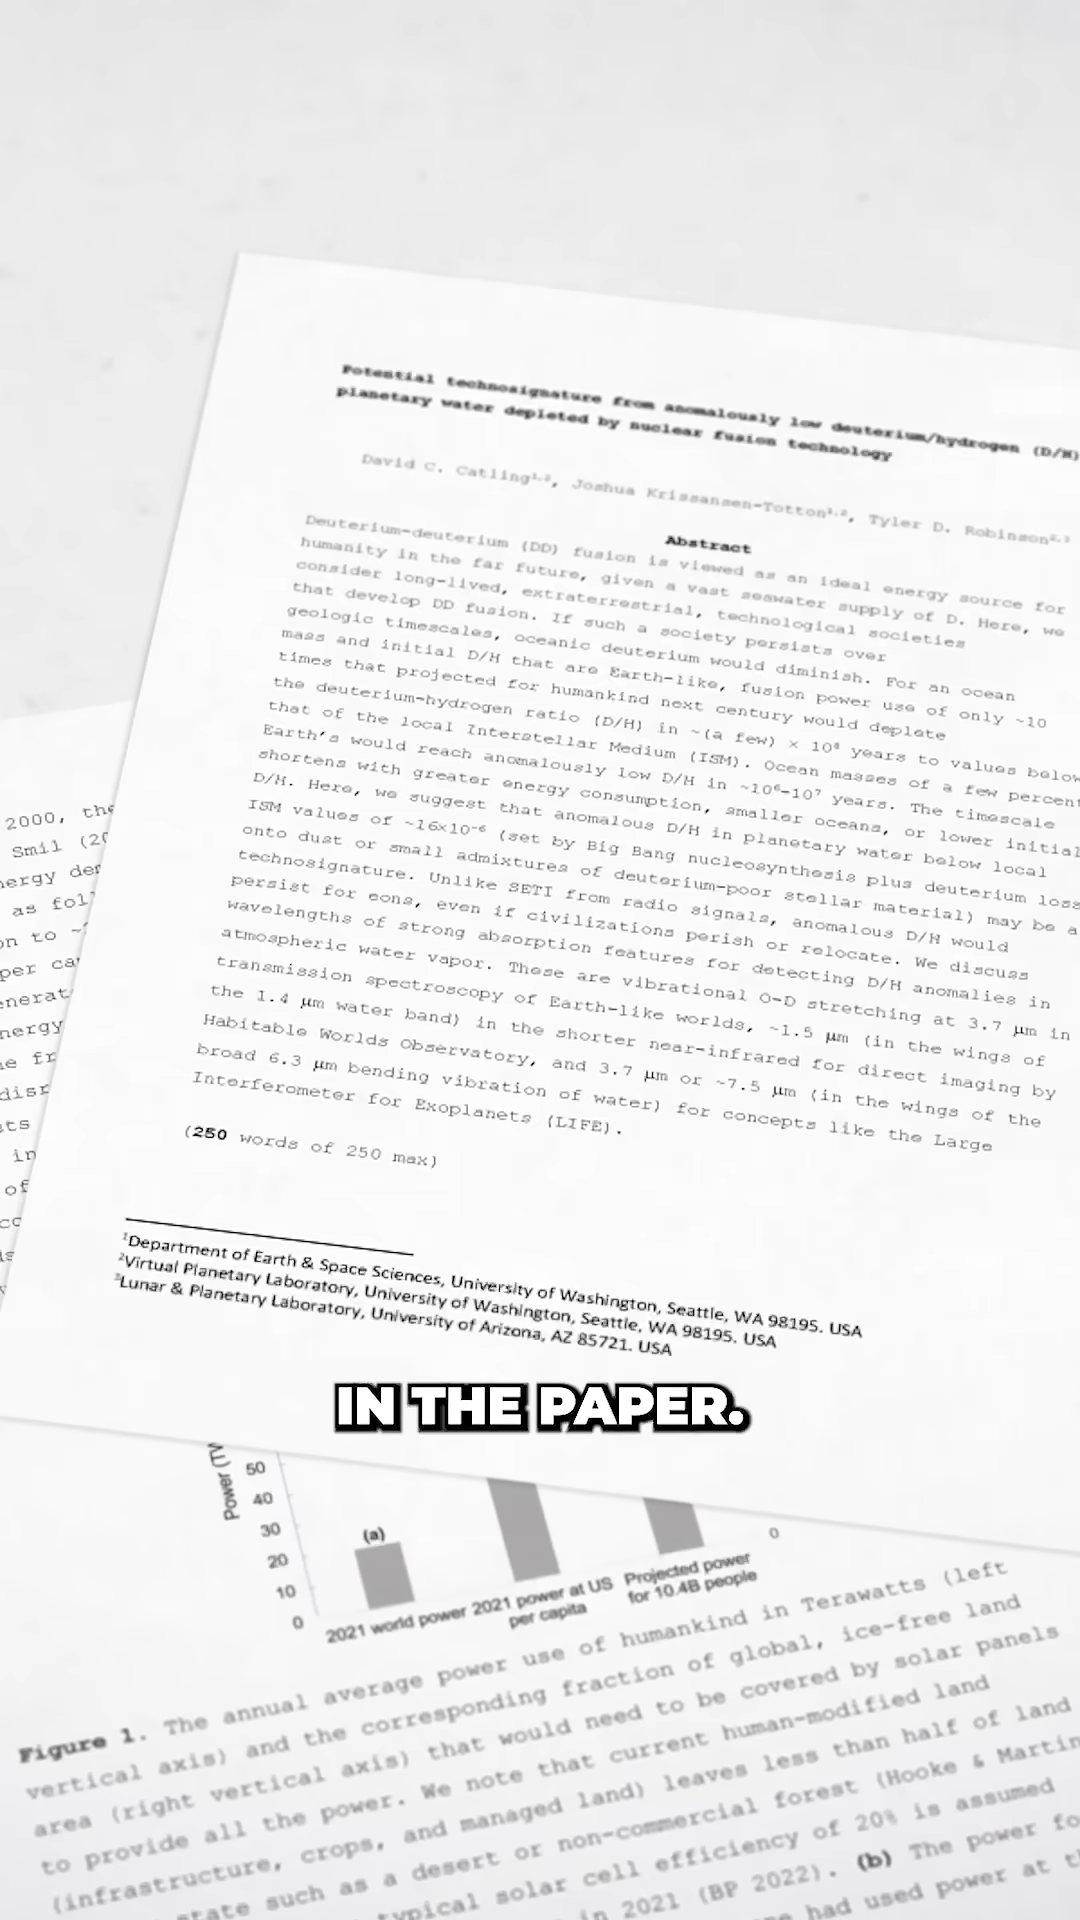 Potential technosignature from anomalously low deuterium/hydrogen (D/H)
planetary water depleted by nuclear fusion technology
David C. Catling1,2, Joshua Krissansen-Totton1,2, Tyler D. Robinson2,3
Abstract
Deuterium-deuterium (DD) fusion is viewed as an ideal energy source for
humanity in the far future, given a vast seawater supply of D. Here, we
consider long-lived, extraterrestrial, technological societies
that develop DD fusion. If such a society persists over
geologic timescales, oceanic deuterium would diminish. For an ocean
mass and initial D/H that are Earth-like, fusion power use of only ~10
times that projected for humankind next century would deplete
the deuterium-hydrogen ratio (D/H) in ~(a few) × 10⁸ years to values below
that of the local Interstellar Medium (ISM). Ocean masses of a few percent
Earth's would reach anomalously low D/H in ~10⁶-10⁷ years. The timescale
shortens with greater energy consumption, smaller oceans, or lower initial
D/H. Here, we suggest that anomalous D/H in planetary water below local
ISM values of ~16×10⁻⁶ (set by Big Bang nucleosynthesis plus deuterium loss
onto dust or small admixtures of deuterium-poor stellar material) may be a
technosignature. Unlike SETI from radio signals, anomalous D/H would
persist for eons, even if civilizations perish or relocate. We discuss
wavelengths of strong absorption features for detecting D/H anomalies in
atmospheric water vapor. These are vibrational O-D stretching at 3.7 μm in
transmission spectroscopy of Earth-like worlds, ~1.5 μm (in the wings of
the 1.4 μm water band) in the shorter near-infrared for direct imaging by
Habitable Worlds Observatory, and 3.7 μm or ~7.5 μm (in the wings of the
broad 6.3 μm bending vibration of water) for concepts like the Large
Interferometer for Exoplanets (LIFE).
(250 words of 250 max)
1Department of Earth & Space Sciences, University of Washington, Seattle, WA 98195. USA
2Virtual Planetary Laboratory, University of Washington, Seattle, WA 98195. USA
3Lunar & Planetary Laboratory, University of Arizona, AZ 85721. USA
2000, the
Smil (20
as
on to
per
of
IN THE PAPER.
Power (TW
50
40
30
20
10
0
(a)
0
2021 world power
2021 power at US
per capita
Projected power
for 10.4B people
Figure 1. The annual average power use of humankind in Terawatts (left
vertical axis) and the corresponding fraction of global, ice-free land
area (right vertical axis) that would need to be covered by solar panels
to provide all the power. We note that current human-modified land
(infrastructure, crops, and managed land) leaves less than half of land
state such as a desert or non-commercial forest (Hooke & Martin
typical solar cell efficiency of 20% is assumed
in 2021 (BP 2022). (b) The power fo
had used power at